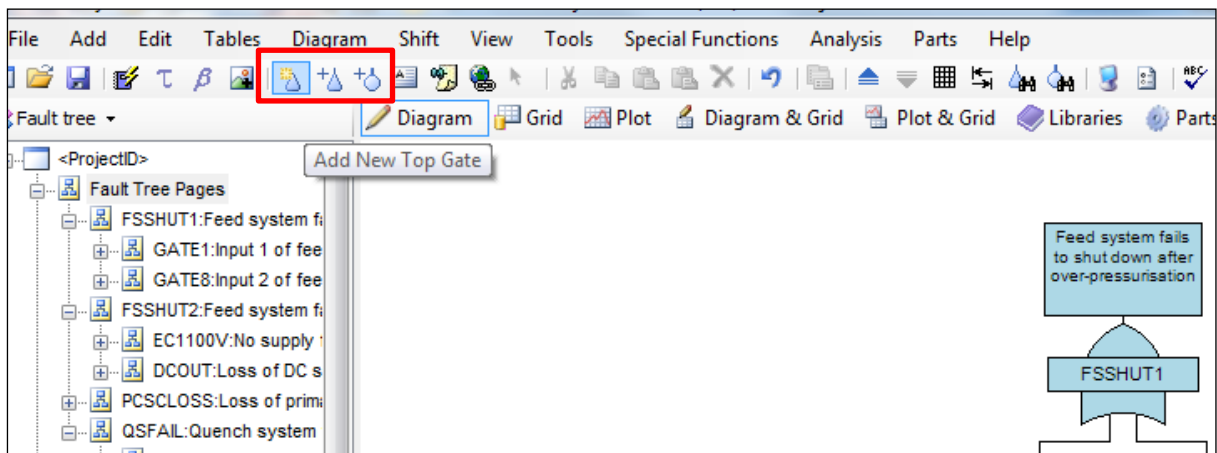 File Add Edit Tables Diagram Shift View Tools Special Functions Analysis Parts Help
τ β ABC
Fault tree Diagram Grid Plot Diagram & Grid Plot & Grid Libraries Parts
Add New Top Gate
<ProjectID>
Fault Tree Pages
FSSHUT1:Feed system fa
GATE1:Input 1 of fee
GATE8:Input 2 of fee
FSSHUT2:Feed system fa
EC1100V:No supply
DCOUT:Loss of DC s
PCSCLOSS:Loss of prima
QSFAIL:Quench system
Feed system fails
to shut down after
over-pressurisation
FSSHUT1